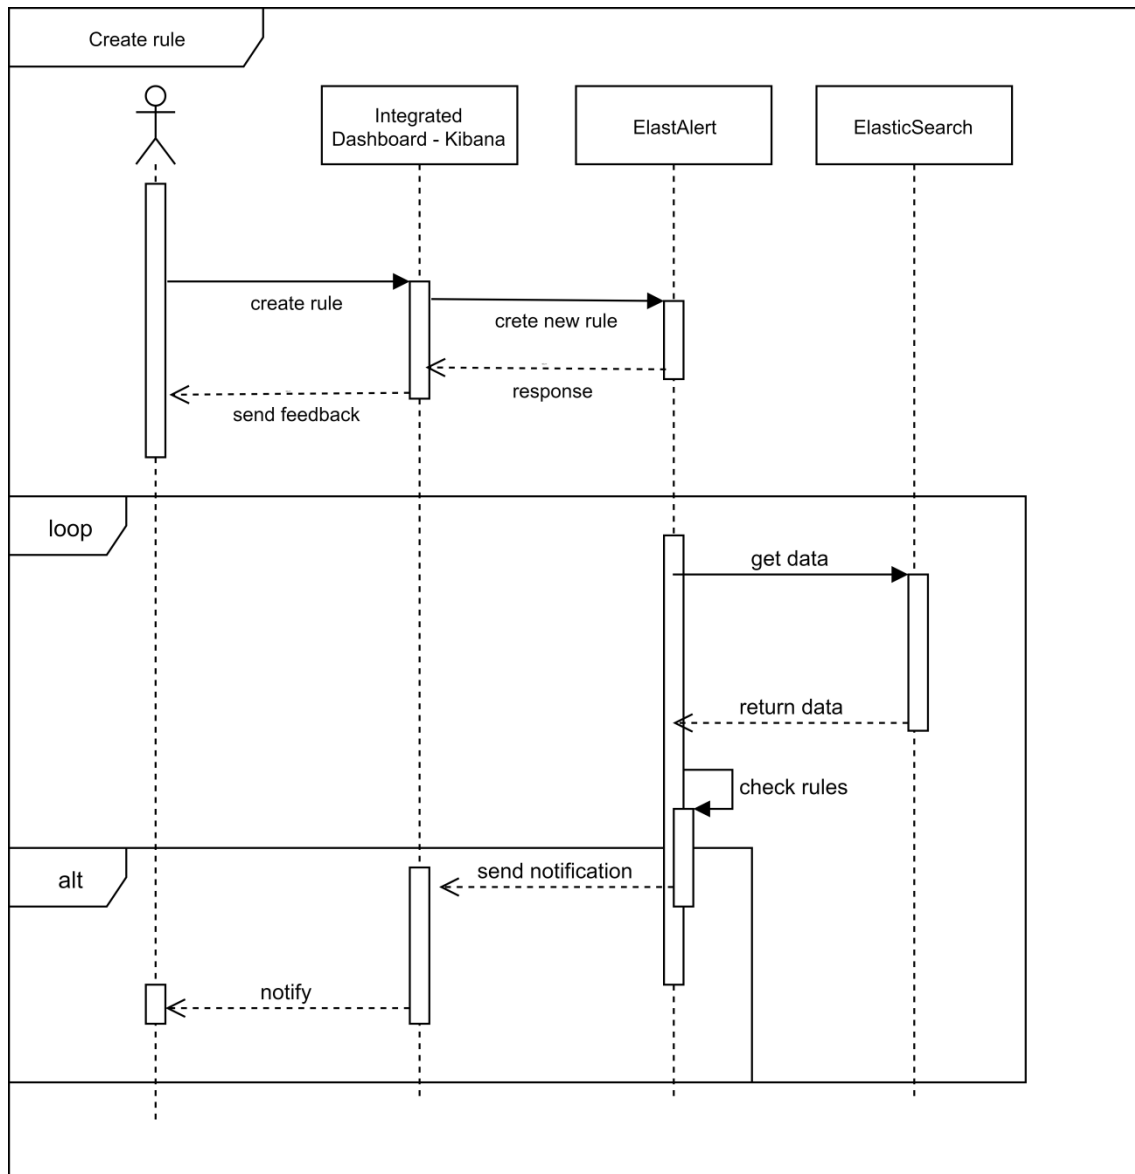 Create rule
Integrated
Dashboard - Kibana
ElastAlert
ElasticSearch
create rule
crete new rule
response
send feedback
loop
get data
return data
check rules
alt
send notification
notify